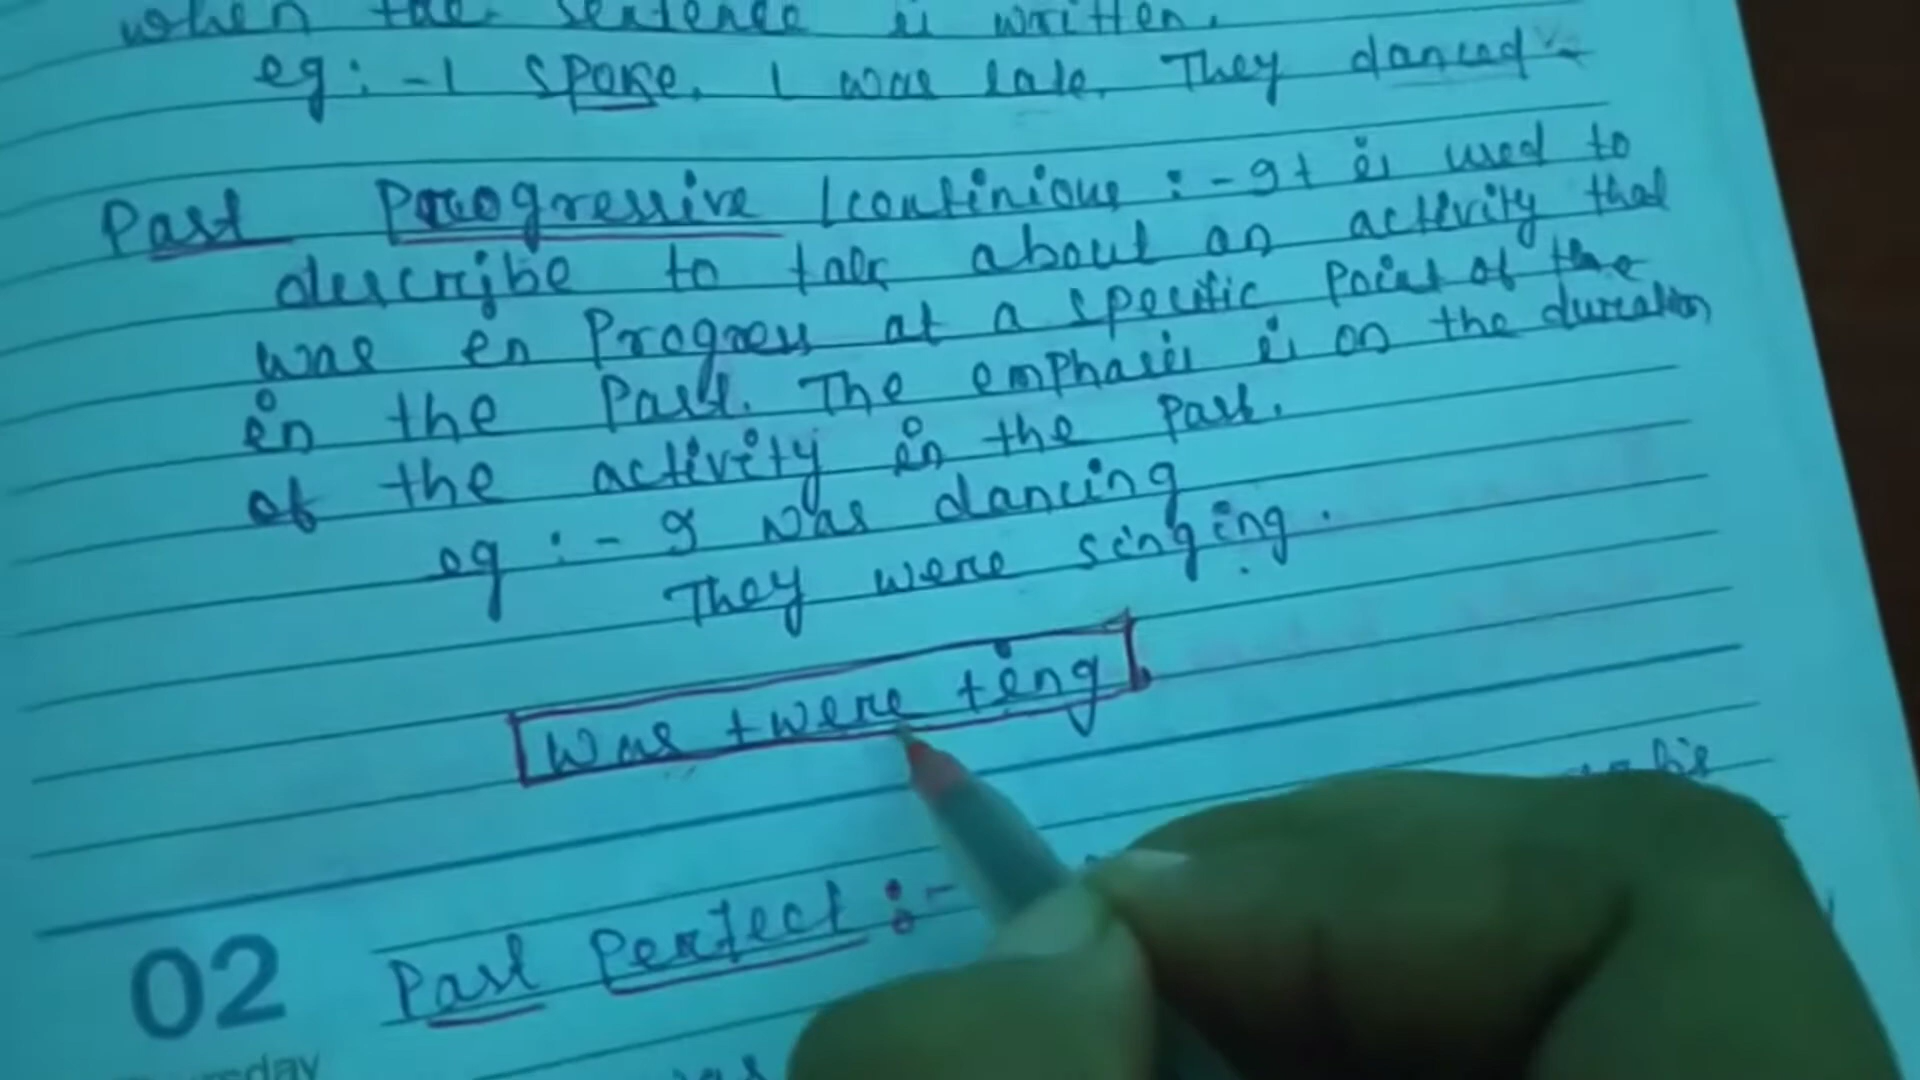 when the sentence is written.
eg:- I spoke. I was late. They danced
Past Progressive /continious :- It is used to
describe to talk about an activity that
was in Progress at a specific Point of time
in the Past. The emphasis is on the duration
of the activity in the past.
eg:- I was dancing
They were singing.
Was + were + ing
02
Past Perfect :-